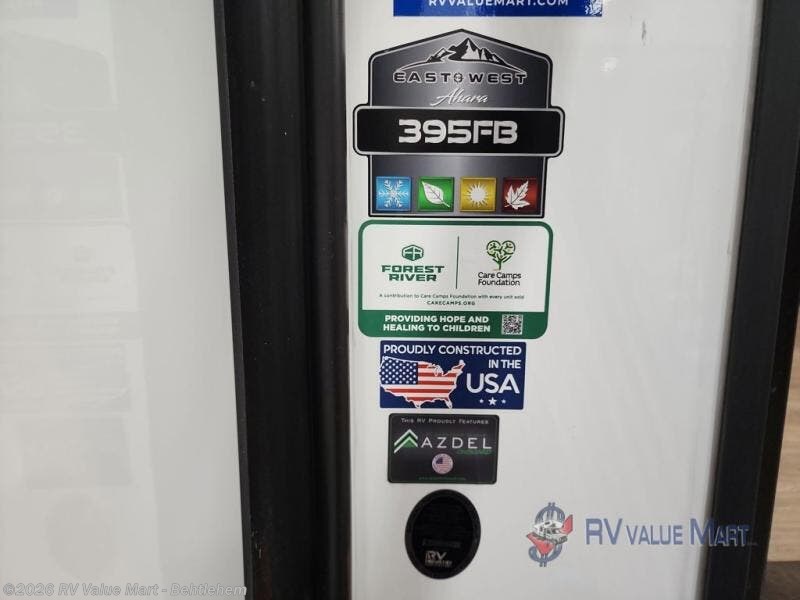 RVVALUEMART.COM
EAST WEST
Ahara
395FB
FOREST
RIVER
Care Camps
Foundation
A contribution to Care Camps Foundation with every unit sold
CARECAMPS.ORG
PROVIDING HOPE AND
HEALING TO CHILDREN
PROUDLY CONSTRUCTED
IN THE
USA
THIS RV PROUDLY FEATURES
AZDEL
RV
RV VALUE MART
©2026 RV Value Mart - Behtlehem